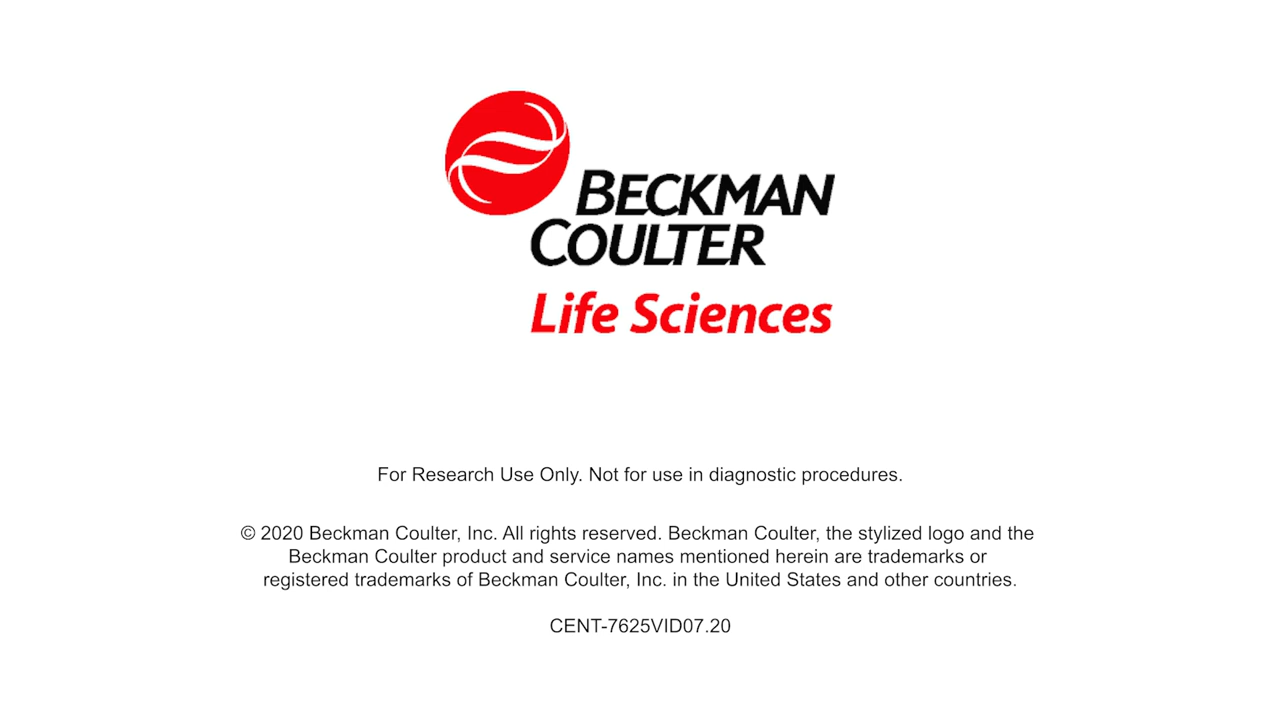 BECKMAN
COULTER
Life Sciences
For Research Use Only. Not for use in diagnostic procedures.
© 2020 Beckman Coulter, Inc. All rights reserved. Beckman Coulter, the stylized logo and the
Beckman Coulter product and service names mentioned herein are trademarks or
registered trademarks of Beckman Coulter, Inc. in the United States and other countries.
CENT-7625VID07.20